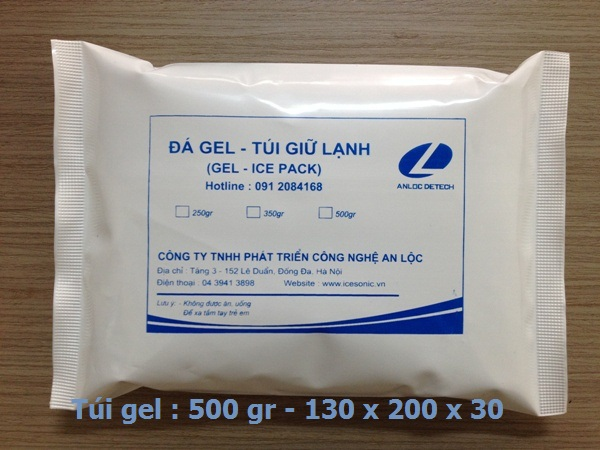 ĐÁ GEL - TÚI GIỮ LẠNH
(GEL - ICE PACK)
Hotline : 091 2084168
ANLOC DETECH
250gr 350gr 500gr
CÔNG TY TNHH PHÁT TRIỂN CÔNG NGHỆ AN LỘC
Địa chỉ : Tầng 3 - 152 Lê Duẩn, Đống Đa, Hà Nội
Điện thoại : 04 3941 3898 Website : www.icesonic.vn
Lưu ý : - Không được ăn, uống
Để xa tầm tay trẻ em
Túi gel : 500 gr - 130 x 200 x 30